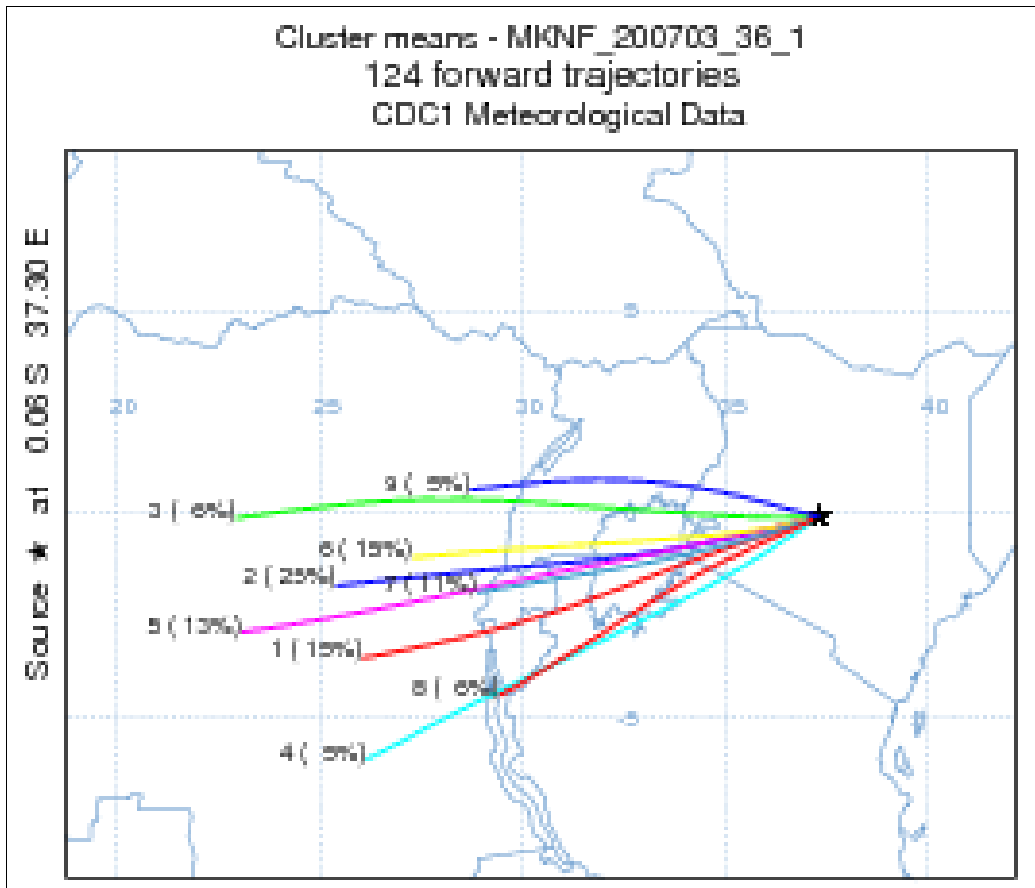 Cluster means - MKNF_200703_36_1
124 forward trajectories
CDC1 Meteorological Data
Source ★ at 0.06 S 37.30 E
5
20 25 30 35 40
9 ( 5%)
3 ( 6%)
6 ( 15%)
2 ( 25%)
7 ( 11%)
5 ( 13%)
1 ( 15%)
8 ( 6%)
-5
4 ( 5%)